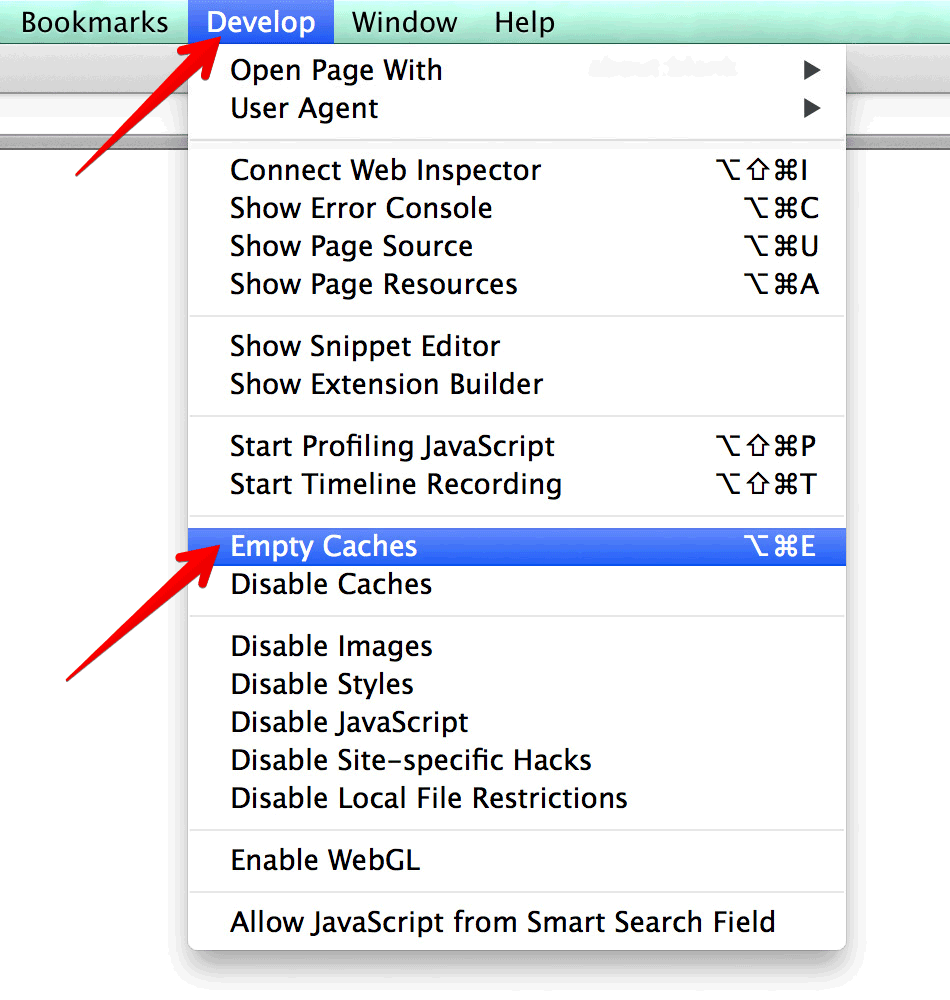 Bookmarks Develop Window Help
Open Page With ▶
User Agent ▶
Connect Web Inspector ⌥⇧⌘I
Show Error Console ⌥⌘C
Show Page Source ⌥⌘U
Show Page Resources ⌥⌘A
Show Snippet Editor
Show Extension Builder
Start Profiling JavaScript ⌥⇧⌘P
Start Timeline Recording ⌥⇧⌘T
Empty Caches ⌥⌘E
Disable Caches
Disable Images
Disable Styles
Disable JavaScript
Disable Site-specific Hacks
Disable Local File Restrictions
Enable WebGL
Allow JavaScript from Smart Search Field